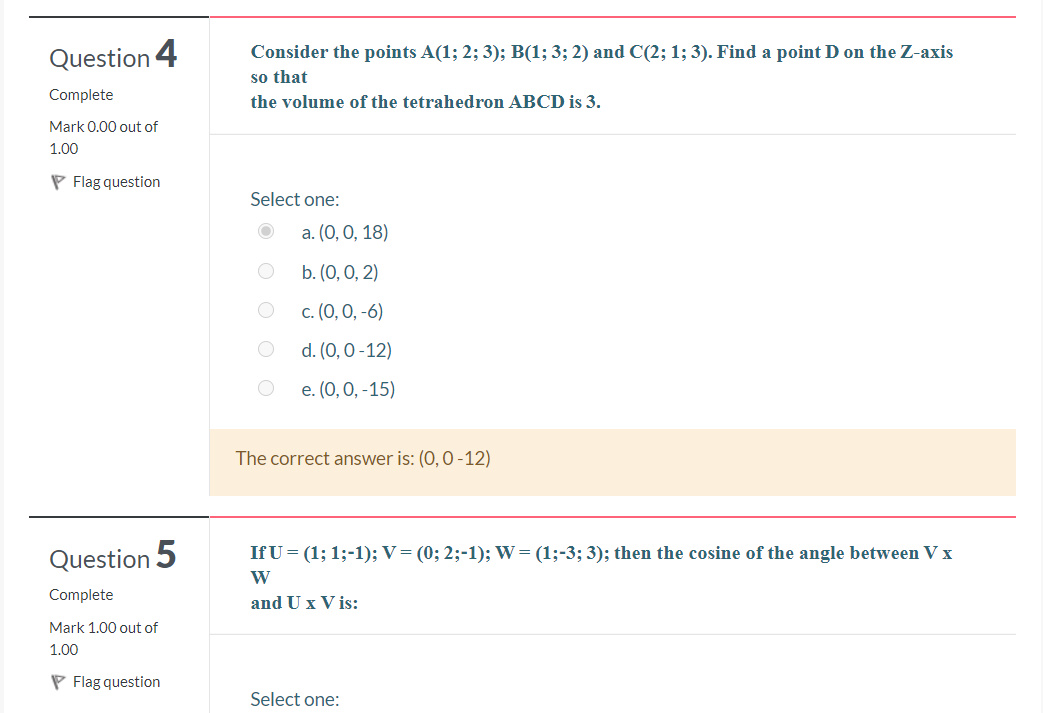 Question 4
Complete
Mark 0.00 out of
1.00
Flag question
Consider the points A(1; 2; 3); B(1; 3; 2) and C(2; 1; 3). Find a point D on the Z-axis
so that
the volume of the tetrahedron ABCD is 3.
Select one:
a. (0, 0, 18)
b. (0, 0, 2)
c. (0, 0, -6)
d. (0, 0 -12)
e. (0, 0, -15)
The correct answer is: (0, 0 -12)
Question 5
Complete
Mark 1.00 out of
1.00
Flag question
If U = (1; 1;-1); V = (0; 2;-1); W = (1;-3; 3); then the cosine of the angle between V x
W
and U x V is:
Select one: